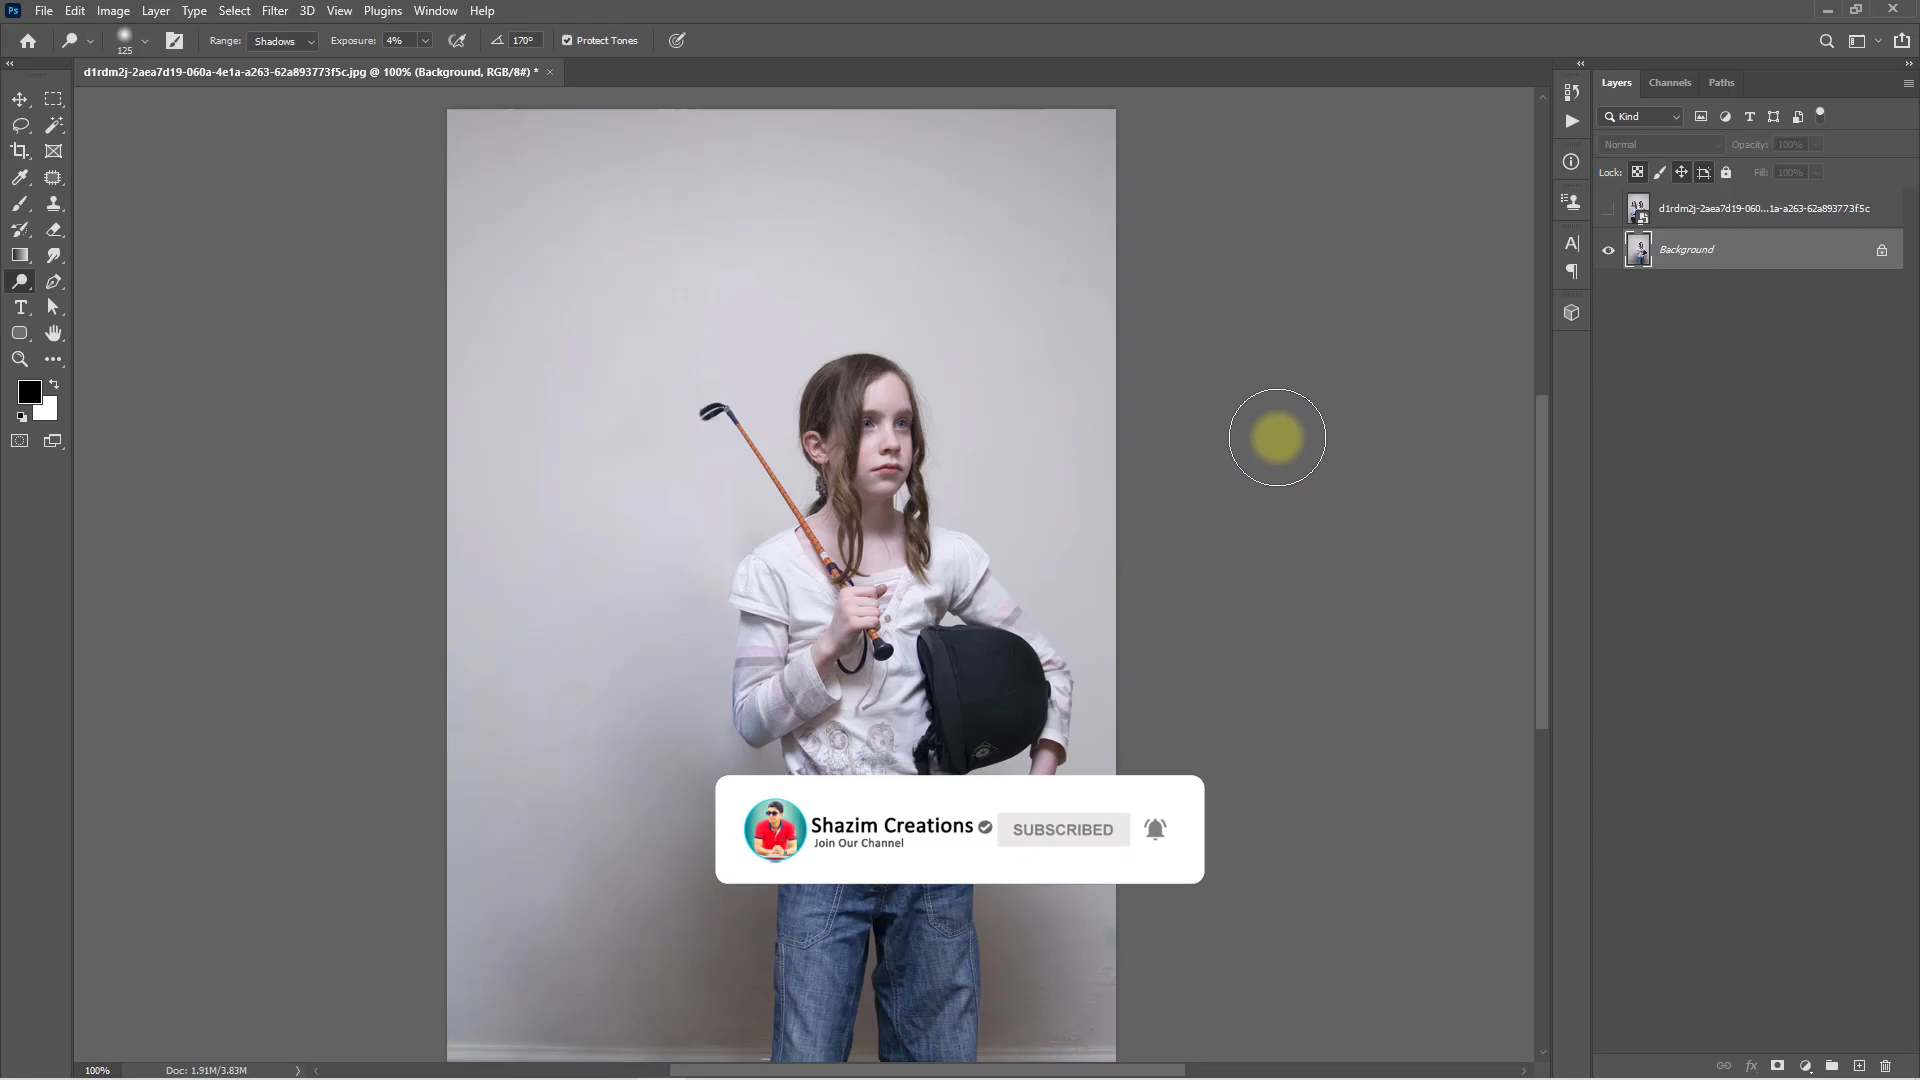 Ps File Edit Image Layer Type Select Filter 3D View Plugins Window Help
125 Range: Shadows Exposure: 4% 170° Protect Tones
d1rdm2j-2aea7d19-060a-4e1a-a263-62a893773f5c.jpg @ 100% (Background, RGB/8#) * ×
Layers Channels Paths
Kind
Normal Opacity: 100%
Lock: Fill: 100%
d1rdm2j-2aea7d19-060...1a-a263-62a893773f5c
Background
Shazim Creations SUBSCRIBED
Join Our Channel
100% Doc: 1.91M/3.83M